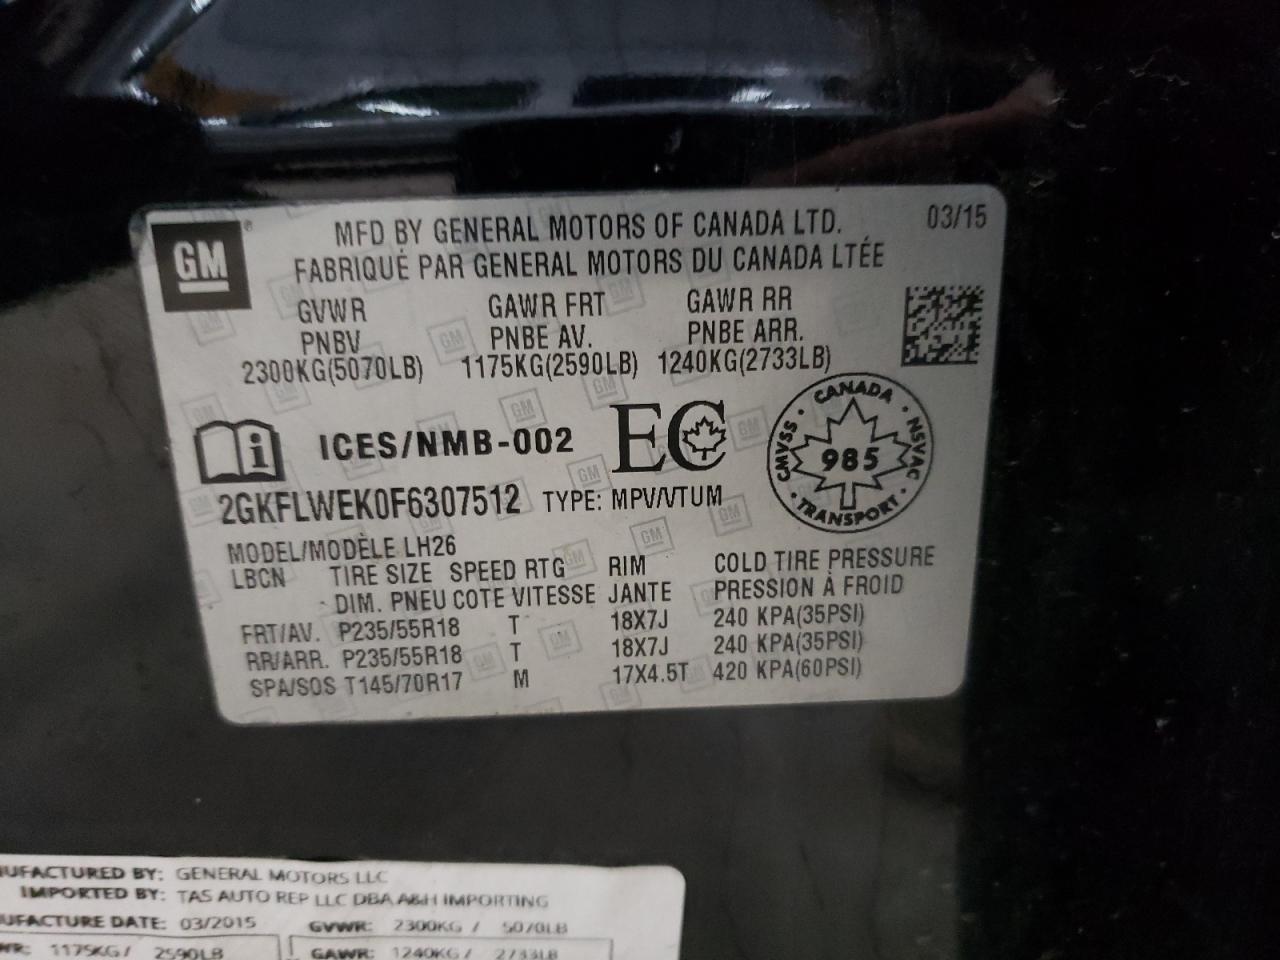 GM ®
MFD BY GENERAL MOTORS OF CANADA LTD. 03/15
FABRIQUÉ PAR GENERAL MOTORS DU CANADA LTÉE
GVWR GAWR FRT GAWR RR
PNBV PNBE AV. PNBE ARR.
2300KG(5070LB) 1175KG(2590LB) 1240KG(2733LB)
ICES/NMB-002 EC
CANADA · NSVAC · TRANSPORT · CMVSS ·
985
2GKFLWEK0F6307512 TYPE: MPV/VTUM
MODEL/MODÈLE LH26
LBCN TIRE SIZE SPEED RTG RIM COLD TIRE PRESSURE
DIM. PNEU COTE VITESSE JANTE PRESSION À FROID
FRT/AV. P235/55R18 T 18X7J 240 KPA(35PSI)
RR/ARR. P235/55R18 T 18X7J 240 KPA(35PSI)
SPA/SOS T145/70R17 M 17X4.5T 420 KPA(60PSI)
NUFACTURED BY: GENERAL MOTORS LLC
IMPORTED BY: TAS AUTO REP LLC DBA A&H IMPORTING
NUFACTURE DATE: 03/2015 GVWR: 2300KG / 5070LB
WR: 1175KG / 2590LB GAWR: 1240KG / 2733LB